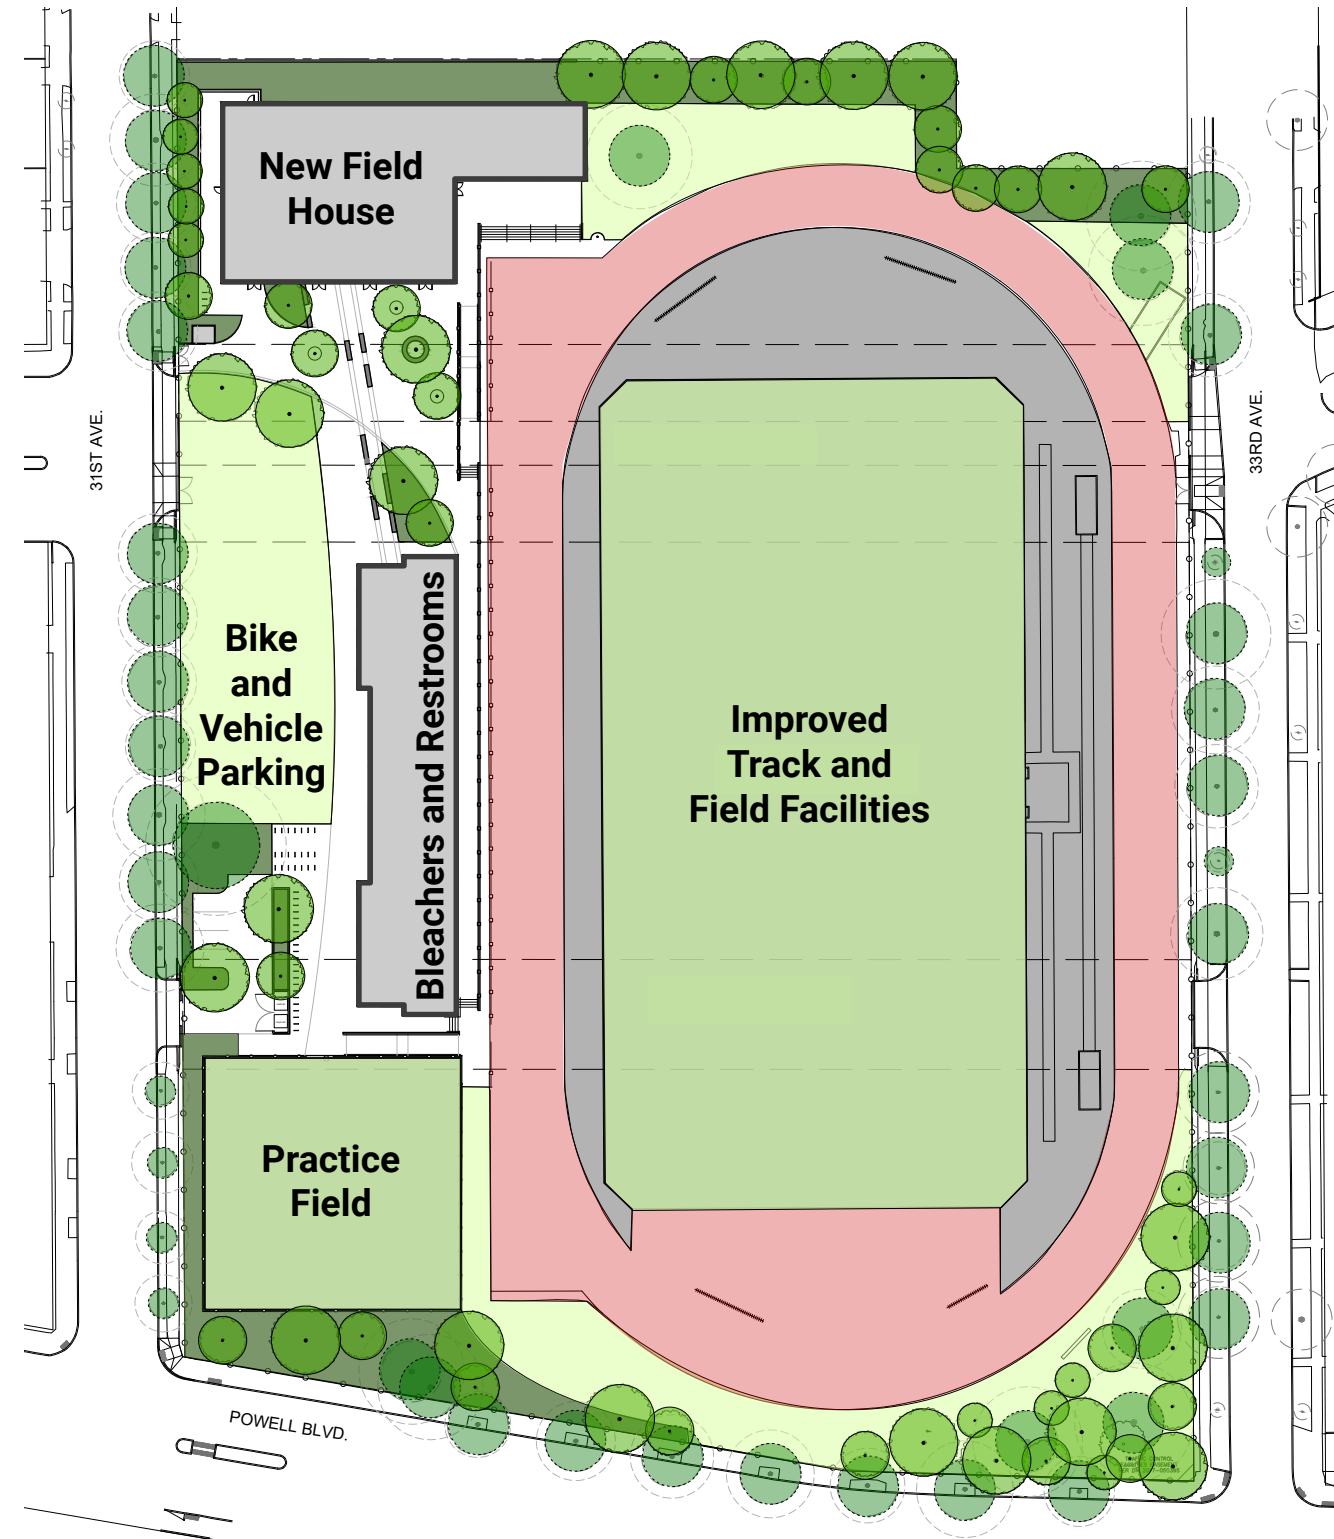 New Field
House
31ST AVE.
33RD AVE.
Bike
and
Vehicle
Parking
Bleachers and Restrooms
Improved
Track and
Field Facilities
Practice
Field
POWELL BLVD.